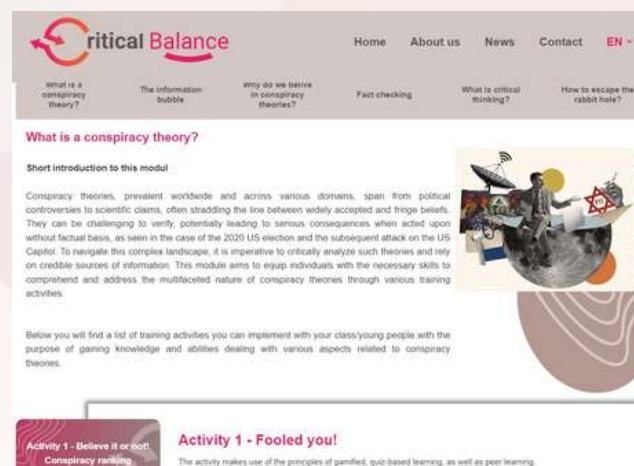 Critical Balance
Home About us News Contact EN
What is a conspiracy theory?
The information bubble
Why do we belive in conspiracy theories?
Fact checking
What is critical thinking?
How to escape the rabbit hole?
What is a conspiracy theory?
Short introduction to this modul
Conspiracy theories, prevalent worldwide and across various domains, span from political
controversies to scientific claims, often straddling the line between widely accepted and fringe beliefs.
They can be challenging to verify, potentially leading to serious consequences when acted upon
without factual basis, as seen in the case of the 2020 US election and the subsequent attack on the US
Capitol. To navigate this complex landscape, it is imperative to critically analyze such theories and rely
on credible sources of information. This module aims to equip individuals with the necessary skills to
comprehend and address the multifaceted nature of conspiracy theories through various training
activities.
Below you will find a list of training activities you can implement with your class/young people with the
purpose of gaining knowledge and abilities dealing with various aspects related to conspiracy
theories.
Activity 1 - Believe it or not!
Conspiracy ranking
Activity 1 - Fooled you!
The activity makes use of the principles of gamified, quiz-based learning, as well as peer learning.